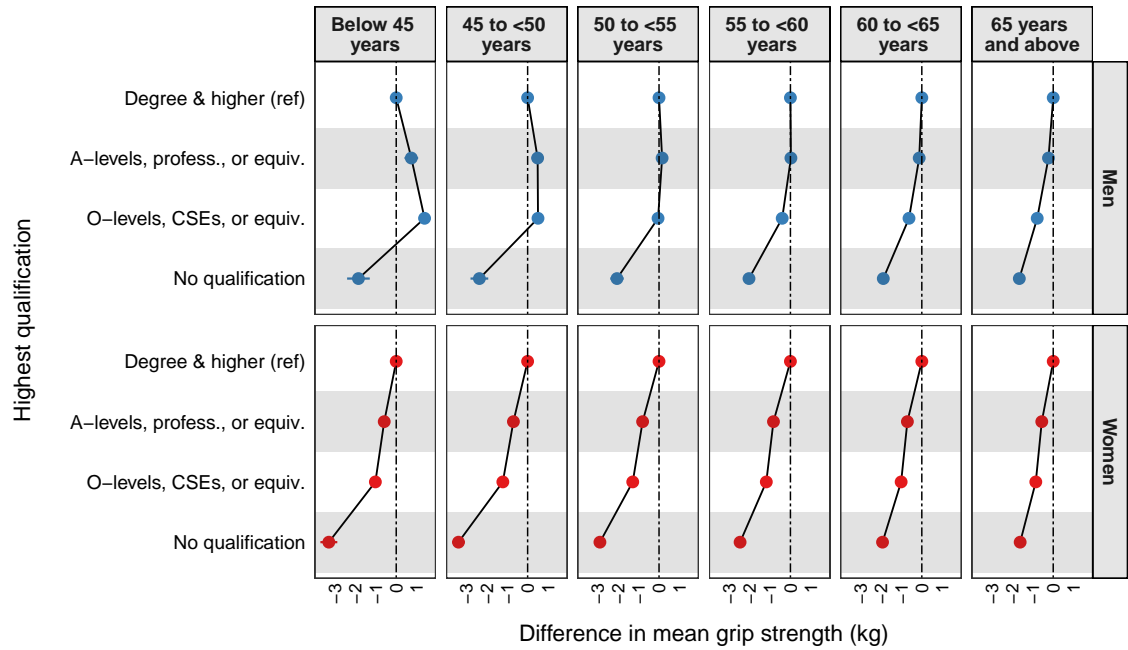 Below 45
years
45 to <50
years
50 to <55
years
55 to <60
years
60 to <65
years
65 years
and above
Highest qualification
Degree & higher (ref)
A−levels, profess., or equiv.
O−levels, CSEs, or equiv.
No qualification
Men
Degree & higher (ref)
A−levels, profess., or equiv.
O−levels, CSEs, or equiv.
No qualification
Women
−3 −2 −1 0 1
−3 −2 −1 0 1
−3 −2 −1 0 1
−3 −2 −1 0 1
−3 −2 −1 0 1
−3 −2 −1 0 1
Difference in mean grip strength (kg)